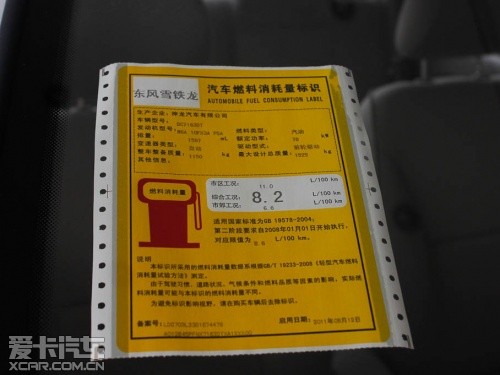 东风雪铁龙
汽车燃料消耗量标识
AUTOMOBILE FUEL CONSUMPTION LABEL
生产企业: 神龙汽车有限公司
车辆型号:
发动机型号: 燃料类型: 汽油
排量: mL 额定功率: 78 kW
变速器类型: 驱动型式: 前轮驱动
整车整备质量: kg 最大设计总质量: kg
其他信息:
燃料消耗量
市区工况: 11.0 L/100 km
综合工况: 8.2 L/100 km
市郊工况: 6.6 L/100 km
适用国家标准为GB 19578-2004,
第二阶段要求自2008年01月01日开始执行,
对应限值为 L/100 km.
说明
本标识所采用的燃料消耗量数据系根据GB/T 19233-2008《轻型汽车燃料
消耗量试验方法》测定。
由于驾驶习惯、道路状况、气候条件和燃料品质等因素的影响,实际燃
料消耗量可能与本标识的燃料消耗量不同。
为避免影响视野,请在购买车辆后去除标识。
备案号:
启用日期:
爱卡汽车
XCAR.COM.CN